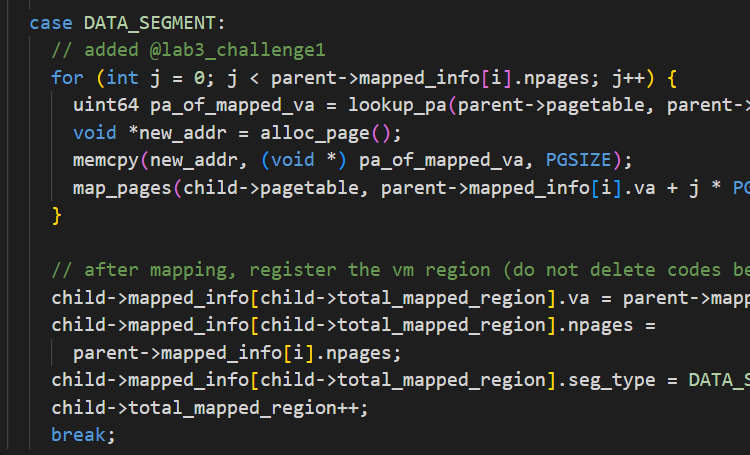 case DATA_SEGMENT:
// added @lab3_challenge1
for (int j = 0; j < parent->mapped_info[i].npages; j++) {
uint64 pa_of_mapped_va = lookup_pa(parent->pagetable, parent->
void *new_addr = alloc_page();
memcpy(new_addr, (void *) pa_of_mapped_va, PGSIZE);
map_pages(child->pagetable, parent->mapped_info[i].va + j * PG
}
// after mapping, register the vm region (do not delete codes be
child->mapped_info[child->total_mapped_region].va = parent->mapp
child->mapped_info[child->total_mapped_region].npages =
parent->mapped_info[i].npages;
child->mapped_info[child->total_mapped_region].seg_type = DATA_S
child->total_mapped_region++;
break;